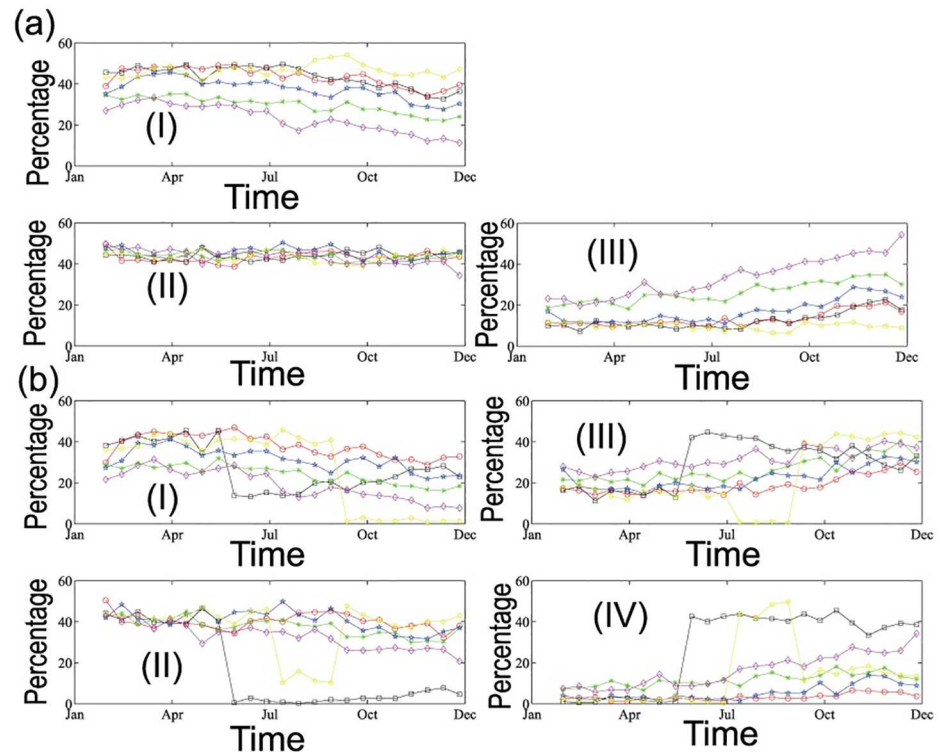 (a)
Percentage
60
40
20
0
(I)
Jan Apr Jul Oct Dec
Time
Percentage
60
40
20
0
(II)
Jan Apr Jul Oct Dec
Time
Percentage
60
40
20
0
(III)
Jan Apr Jul Oct Dec
Time
(b)
Percentage
60
40
20
0
(I)
Jan Apr Jul Oct Dec
Time
Percentage
60
40
20
0
(III)
Jan Apr Jul Oct Dec
Time
Percentage
60
40
20
0
(II)
Jan Apr Jul Oct Dec
Time
Percentage
60
40
20
0
(IV)
Jan Apr Jul Oct Dec
Time